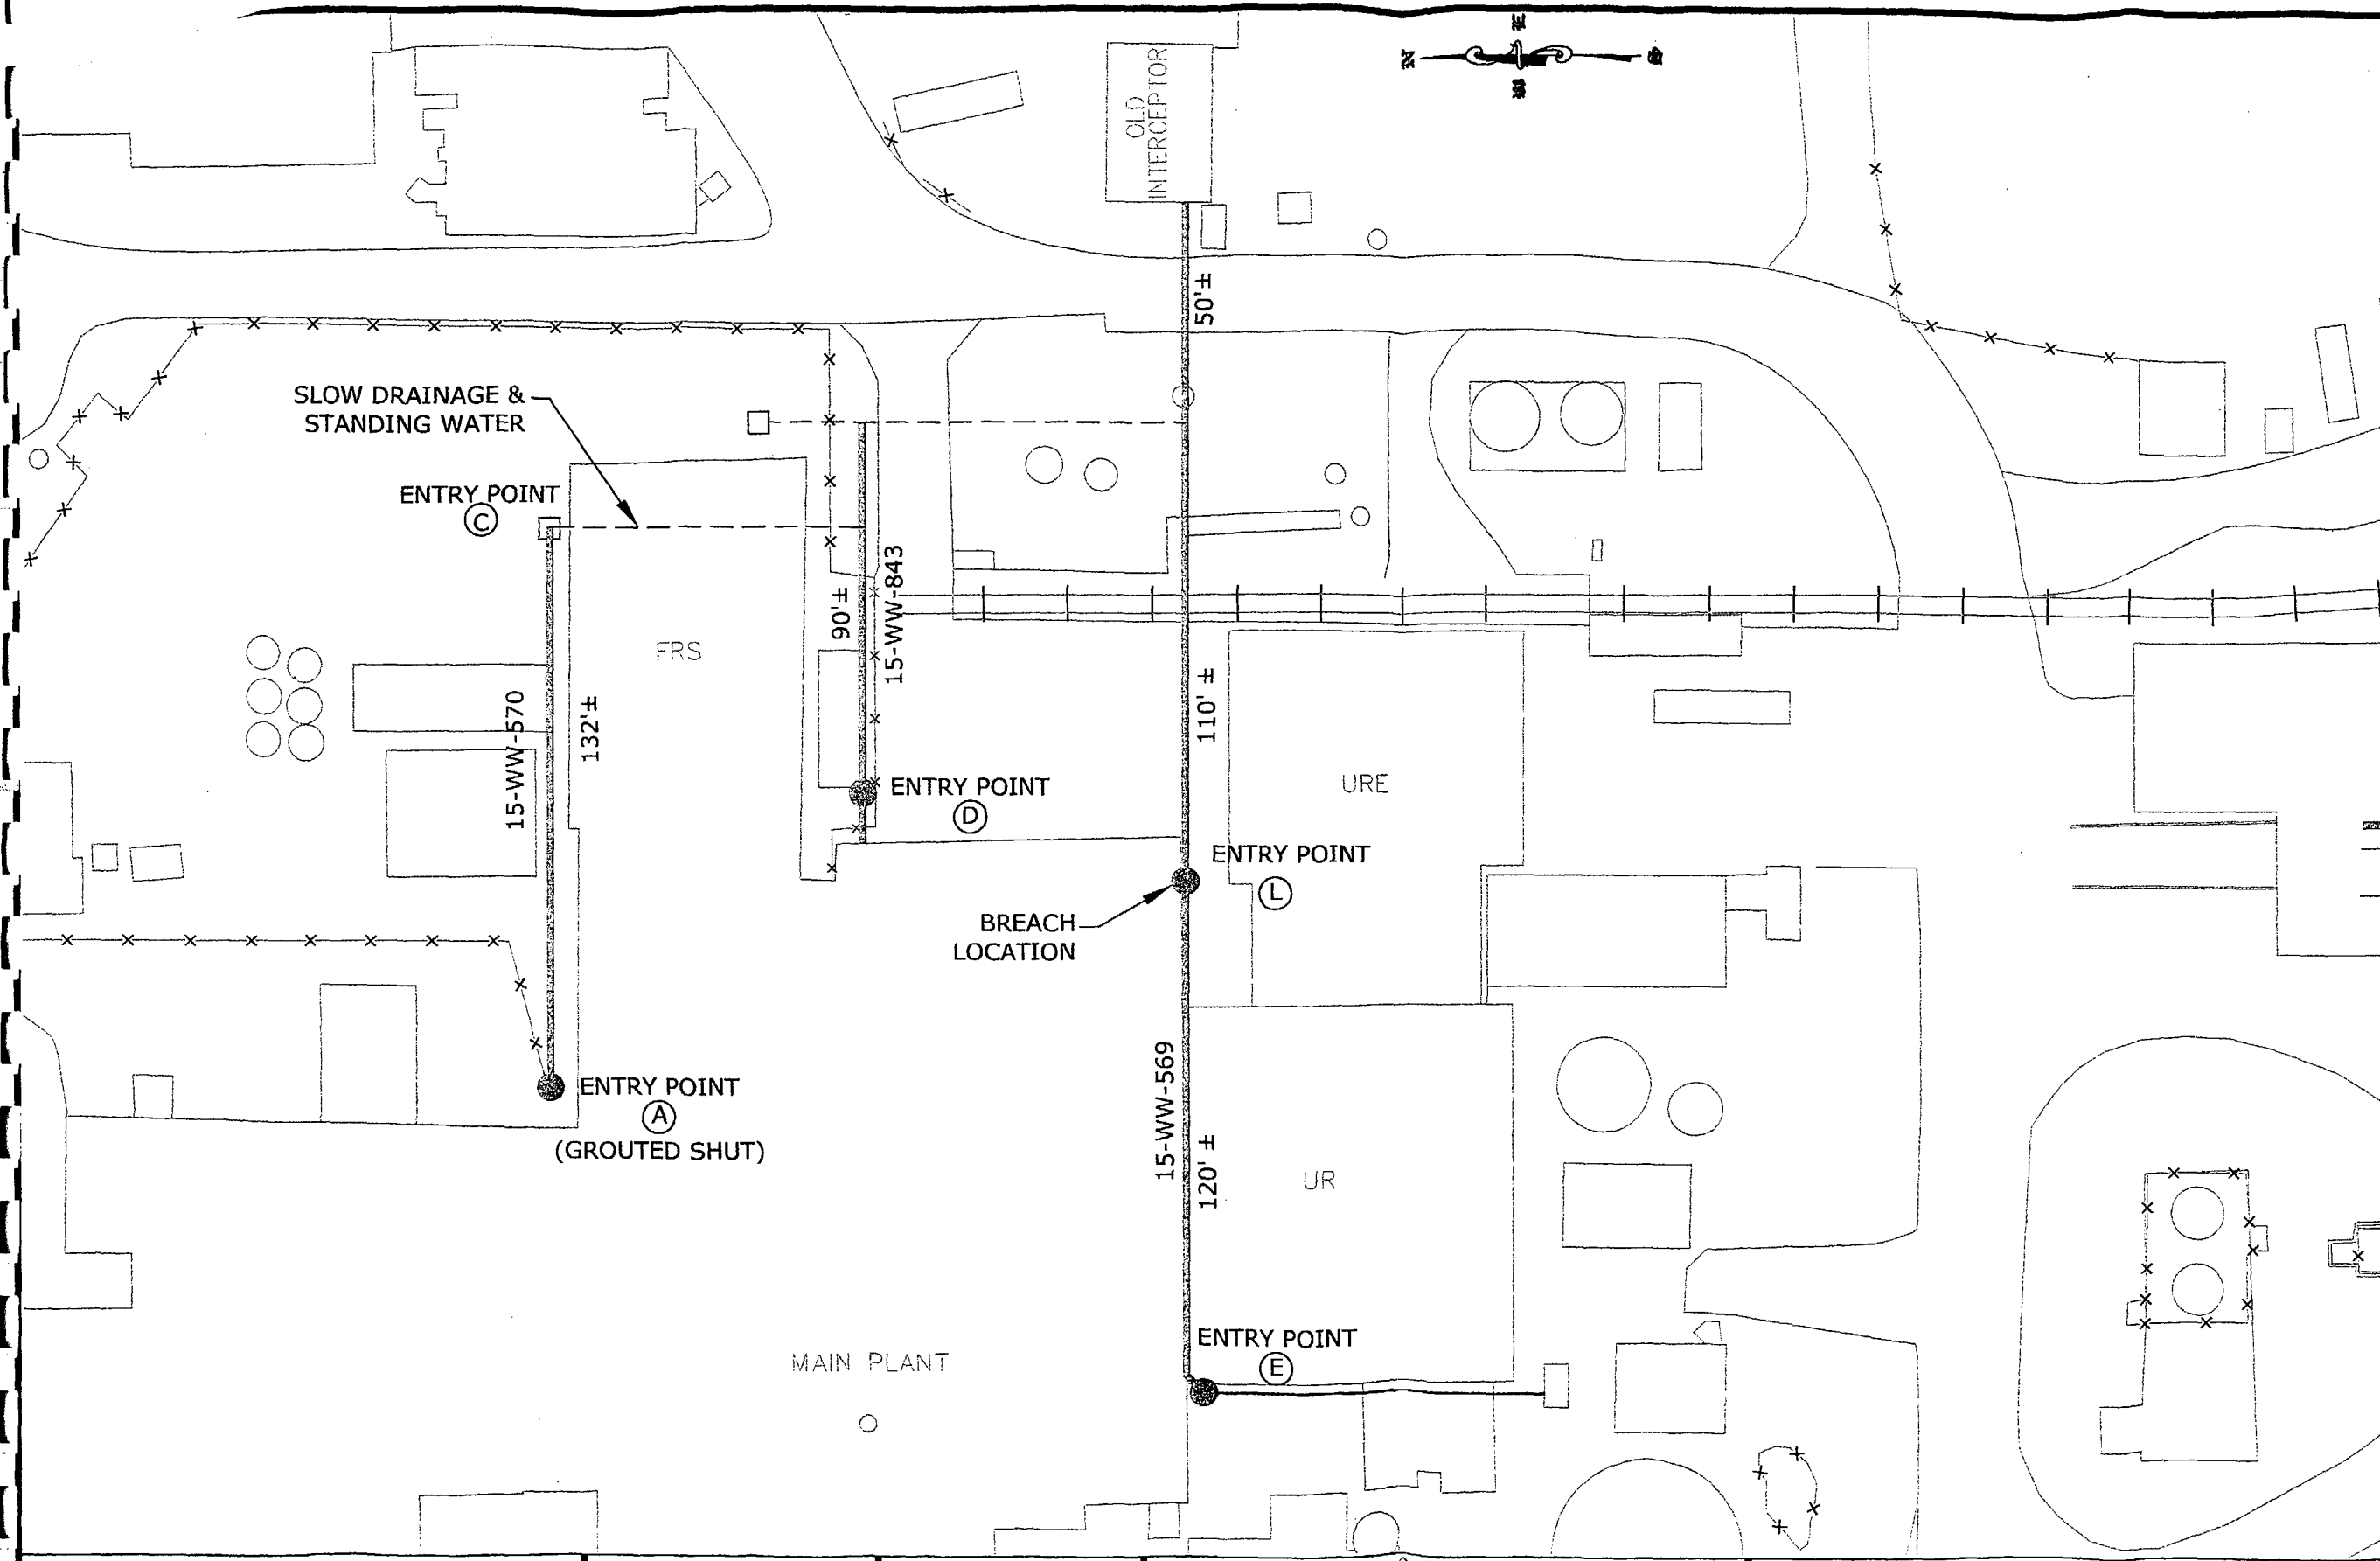 E
N
S
W
OLD
INTERCEPTOR
50'±
SLOW DRAINAGE &
STANDING WATER
ENTRY POINT
C
15-WW-843
90'±
FRS
15-WW-570
132'±
110' ±
URE
ENTRY POINT
D
ENTRY POINT
L
BREACH
LOCATION
ENTRY POINT
A
(GROUTED SHUT)
15-WW-569
120' ±
UR
ENTRY POINT
E
MAIN PLANT